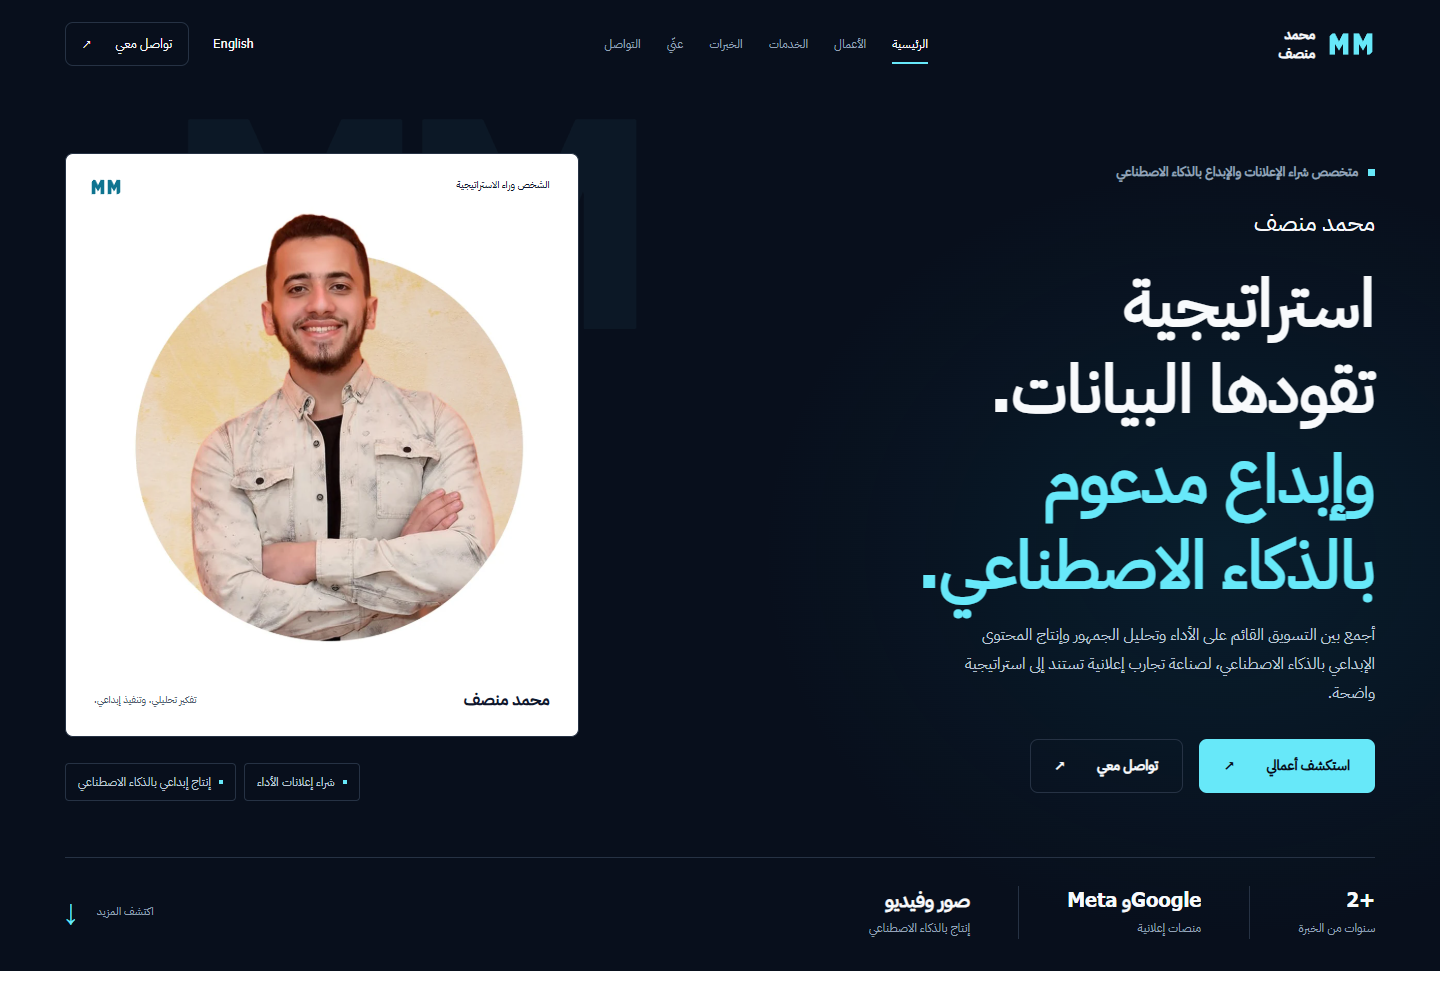 MM
محمد
منصف
الرئيسية
الأعمال
الخدمات
الخبرات
عنّي
التواصل
English
تواصل معي ↗
متخصص شراء الإعلانات والإبداع بالذكاء الاصطناعي
محمد منصف
استراتيجية
تقودها البيانات.
وإبداع مدعوم
بالذكاء الاصطناعي.
أجمع بين التسويق القائم على الأداء وتحليل الجمهور وإنتاج المحتوى
الإبداعي بالذكاء الاصطناعي، لصناعة تجارب إعلانية تستند إلى استراتيجية
واضحة.
استكشف أعمالي ↗
تواصل معي ↗
MM
الشخص وراء الاستراتيجية
MM
محمد منصف
تفكير تحليلي، وتنفيذ إبداعي.
شراء إعلانات الأداء
إنتاج إبداعي بالذكاء الاصطناعي
+2
سنوات من الخبرة
Google و Meta
منصات إعلانية
صور وفيديو
إنتاج بالذكاء الاصطناعي
اكتشف المزيد ↓